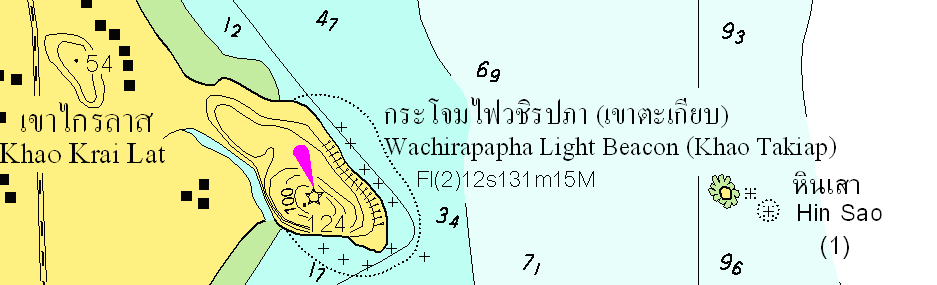 1₂
4₇
9₃
54
6₉
กระโจมไฟวชิรปภา (เขาตะเกียบ)
Wachirapapha Light Beacon (Khao Takiap)
Fl(2)12s131m15M
เขาไกรลาส
Khao Krai Lat
100
124
3₄
หินเสา
Hin Sao
(1)
1₇
7₁
9₆